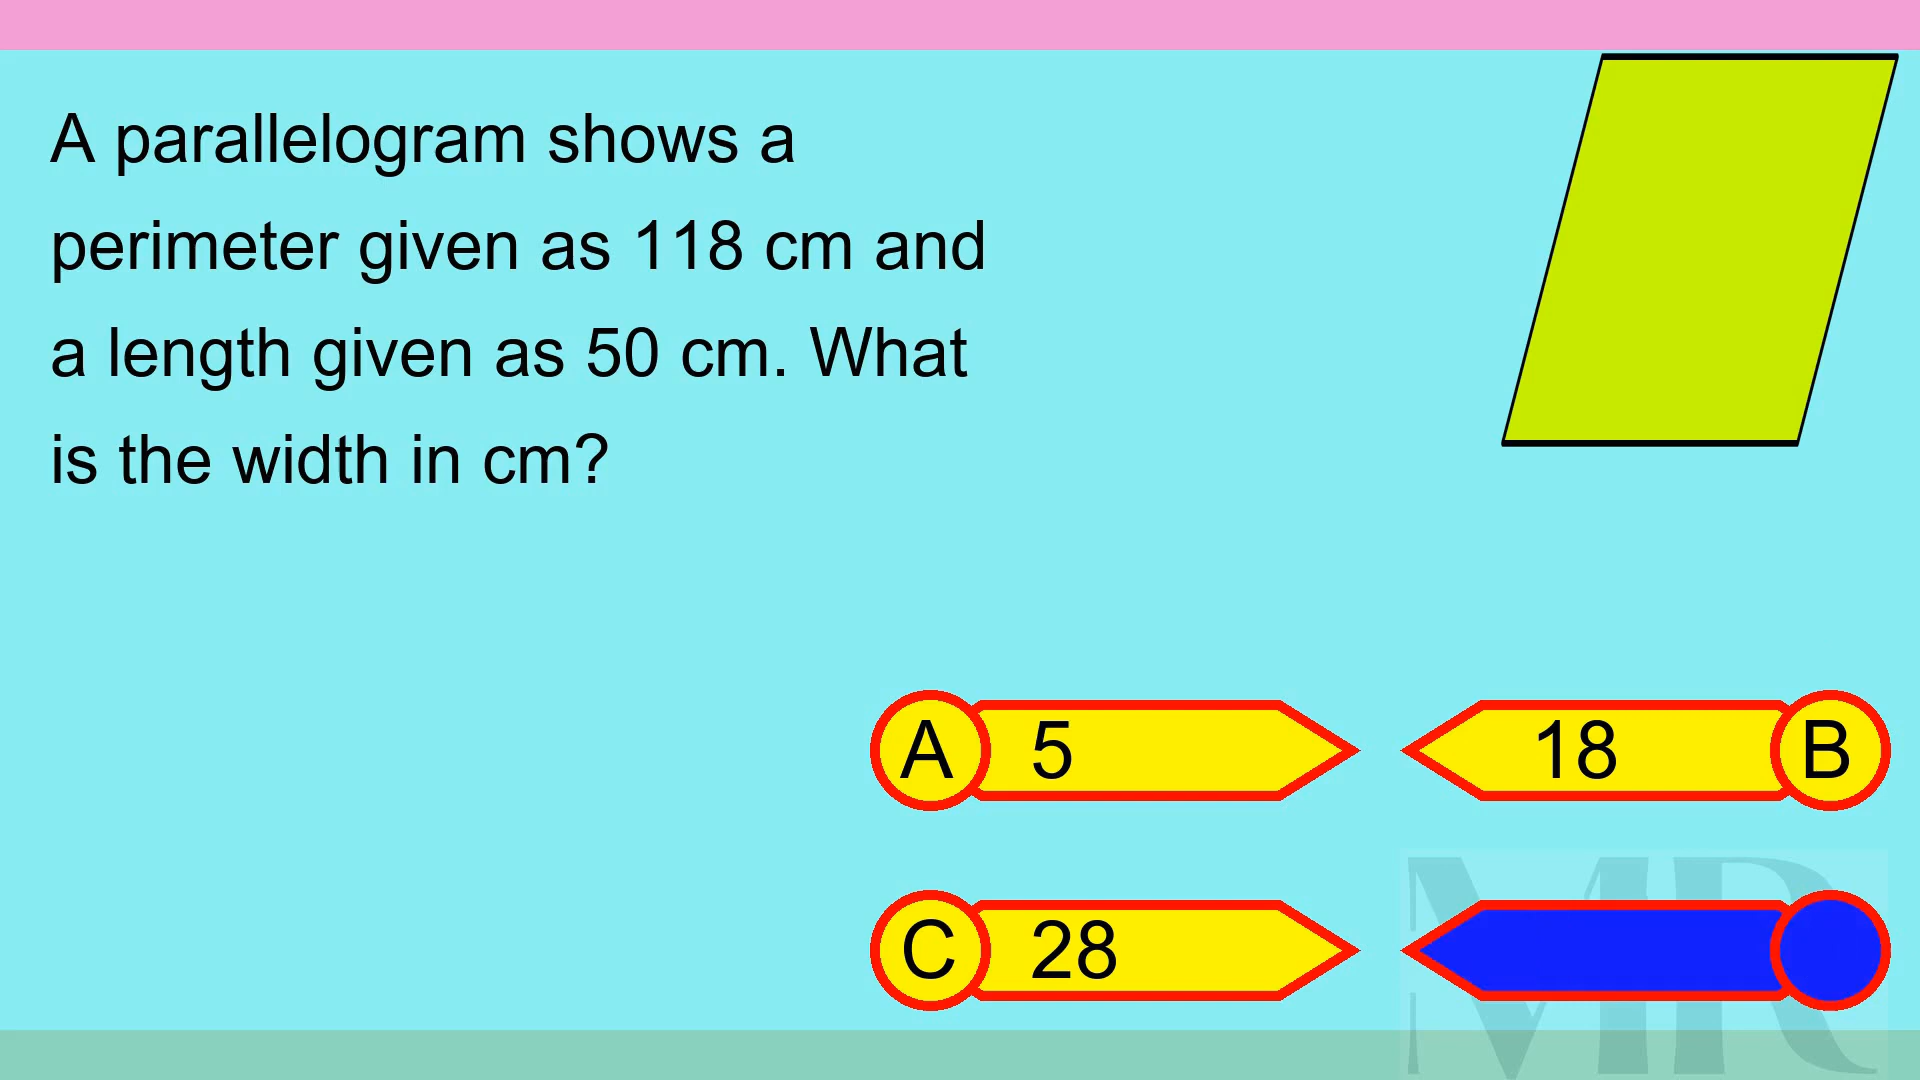 A parallelogram shows a
perimeter given as 118 cm and
a length given as 50 cm. What
is the width in cm?
A 5
18 B
C 28
MR